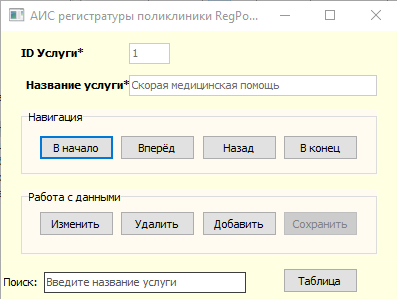 АИС регистратуры поликлиники RegPo...
ID Услуги* 1
Название услуги* Скорая медицинская помощь
Навигация
В начало Вперёд Назад В конец
Работа с данными
Изменить Удалить Добавить Сохранить
Поиск: Введите название услуги Таблица